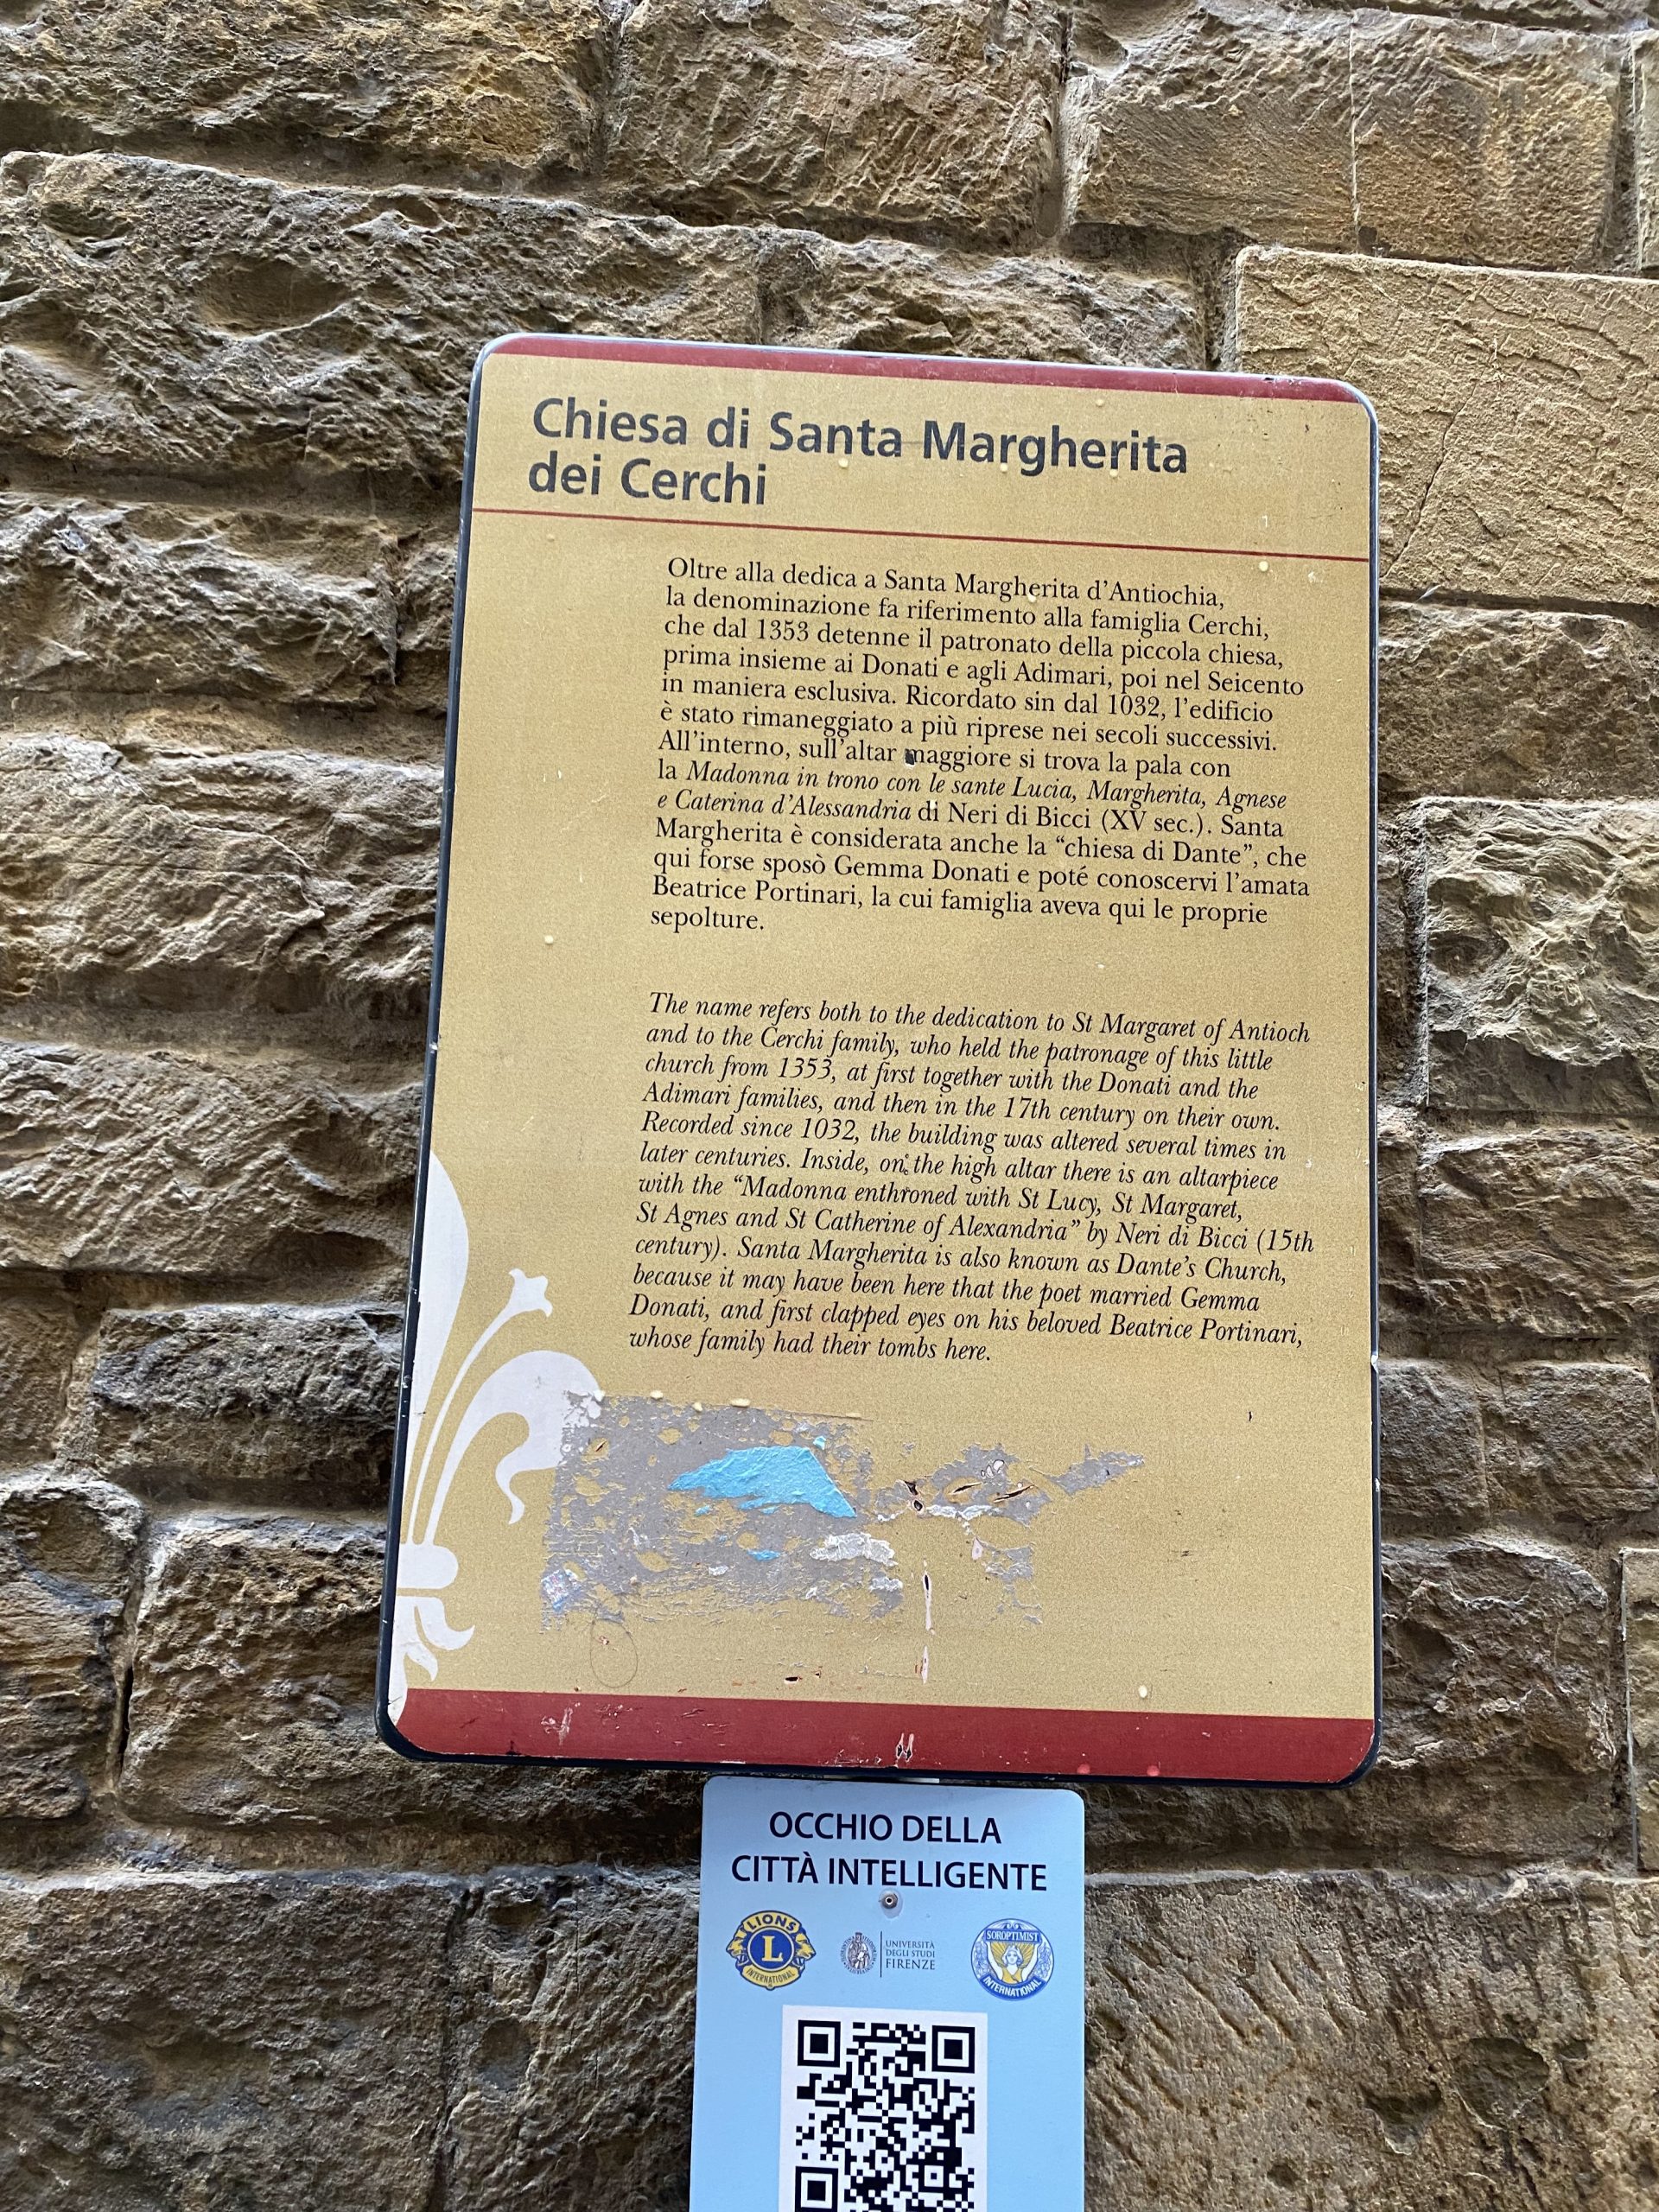 Chiesa di Santa Margherita
dei Cerchi
Oltre alla dedica a Santa Margherita d'Antiochia,
la denominazione fa riferimento alla famiglia Cerchi,
che dal 1353 detenne il patronato della piccola chiesa,
prima insieme ai Donati e agli Adimari, poi nel Seicento
in maniera esclusiva. Ricordato sin dal 1032, l'edificio
è stato rimaneggiato a più riprese nei secoli successivi.
All'interno, sull'altar maggiore si trova la pala con
la Madonna in trono con le sante Lucia, Margherita, Agnese
e Caterina d'Alessandria di Neri di Bicci (XV sec.). Santa
Margherita è considerata anche la “chiesa di Dante”, che
qui forse sposò Gemma Donati e poté conoscervi l'amata
Beatrice Portinari, la cui famiglia aveva qui le proprie
sepolture.
The name refers both to the dedication to St Margaret of Antioch
and to the Cerchi family, who held the patronage of this little
church from 1353, at first together with the Donati and the
Adimari families, and then in the 17th century on their own.
Recorded since 1032, the building was altered several times in
later centuries. Inside, on the high altar there is an altarpiece
with the “Madonna enthroned with St Lucy, St Margaret,
St Agnes and St Catherine of Alexandria” by Neri di Bicci (15th
century). Santa Margherita is also known as Dante's Church,
because it may have been here that the poet married Gemma
Donati, and first clapped eyes on his beloved Beatrice Portinari,
whose family had their tombs here.
OCCHIO DELLA
CITTÀ INTELLIGENTE
LIONS
L
INTERNATIONAL
UNIVERSITÀ
DEGLI STUDI
FIRENZE
SOROPTIMIST
INTERNATIONAL